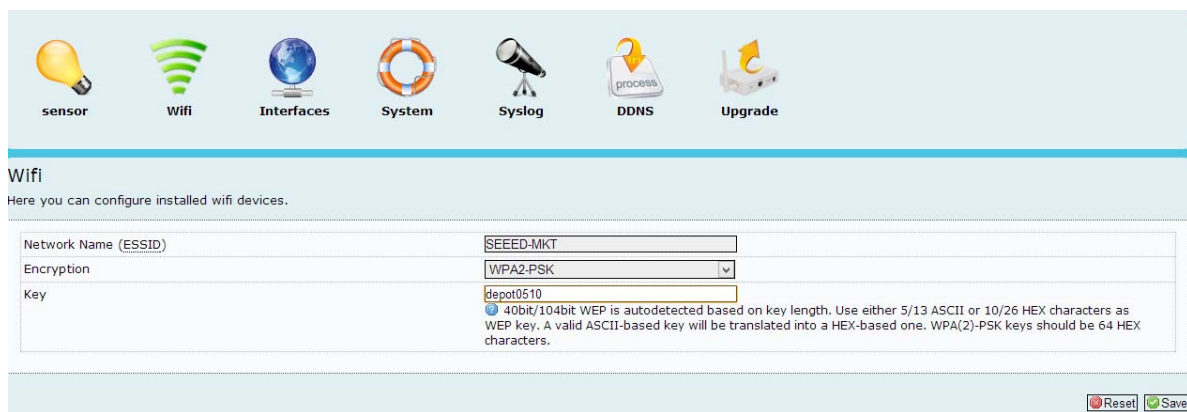 process
sensor Wifi Interfaces System Syslog DDNS Upgrade
Wifi
Here you can configure installed wifi devices.
Network Name (ESSID) SEEED-MKT
Encryption WPA2-PSK
Key depot0510
40bit/104bit WEP is autodetected based on key length. Use either 5/13 ASCII or 10/26 HEX characters as
WEP key. A valid ASCII-based key will be translated into a HEX-based one. WPA(2)-PSK keys should be 64 HEX
characters.
Reset Save